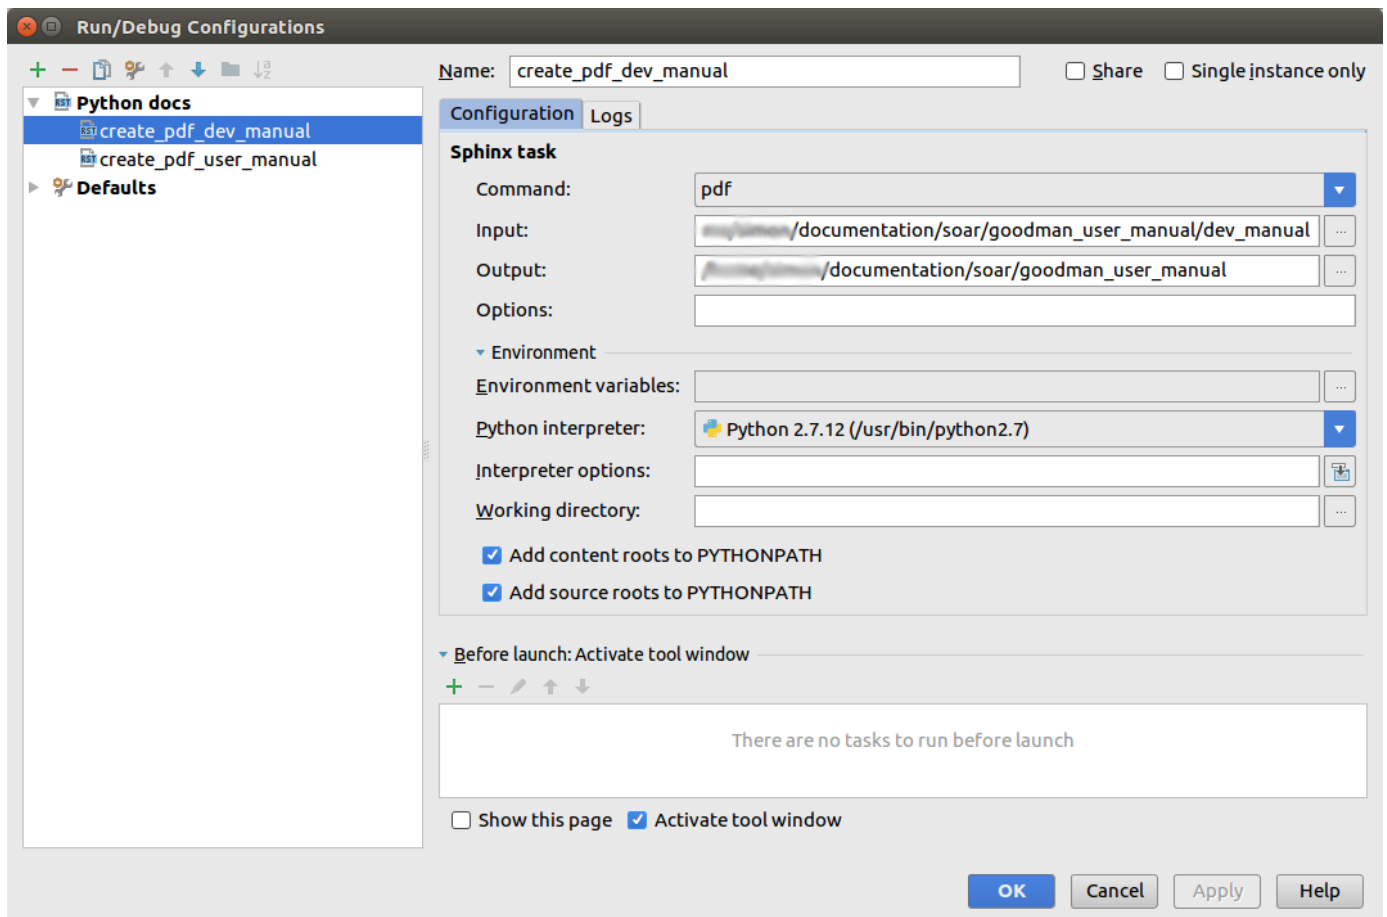 Run/Debug Configurations
Name: create_pdf_dev_manual Share Single instance only
Python docs
create_pdf_dev_manual
create_pdf_user_manual
Defaults
Configuration Logs
Sphinx task
Command: pdf
Input: /documentation/soar/goodman_user_manual/dev_manual ...
Output: /documentation/soar/goodman_user_manual ...
Options:
Environment
Environment variables: ...
Python interpreter: Python 2.7.12 (/usr/bin/python2.7)
Interpreter options:
Working directory: ...
Add content roots to PYTHONPATH
Add source roots to PYTHONPATH
Before launch: Activate tool window
There are no tasks to run before launch
Show this page Activate tool window
OK Cancel Apply Help